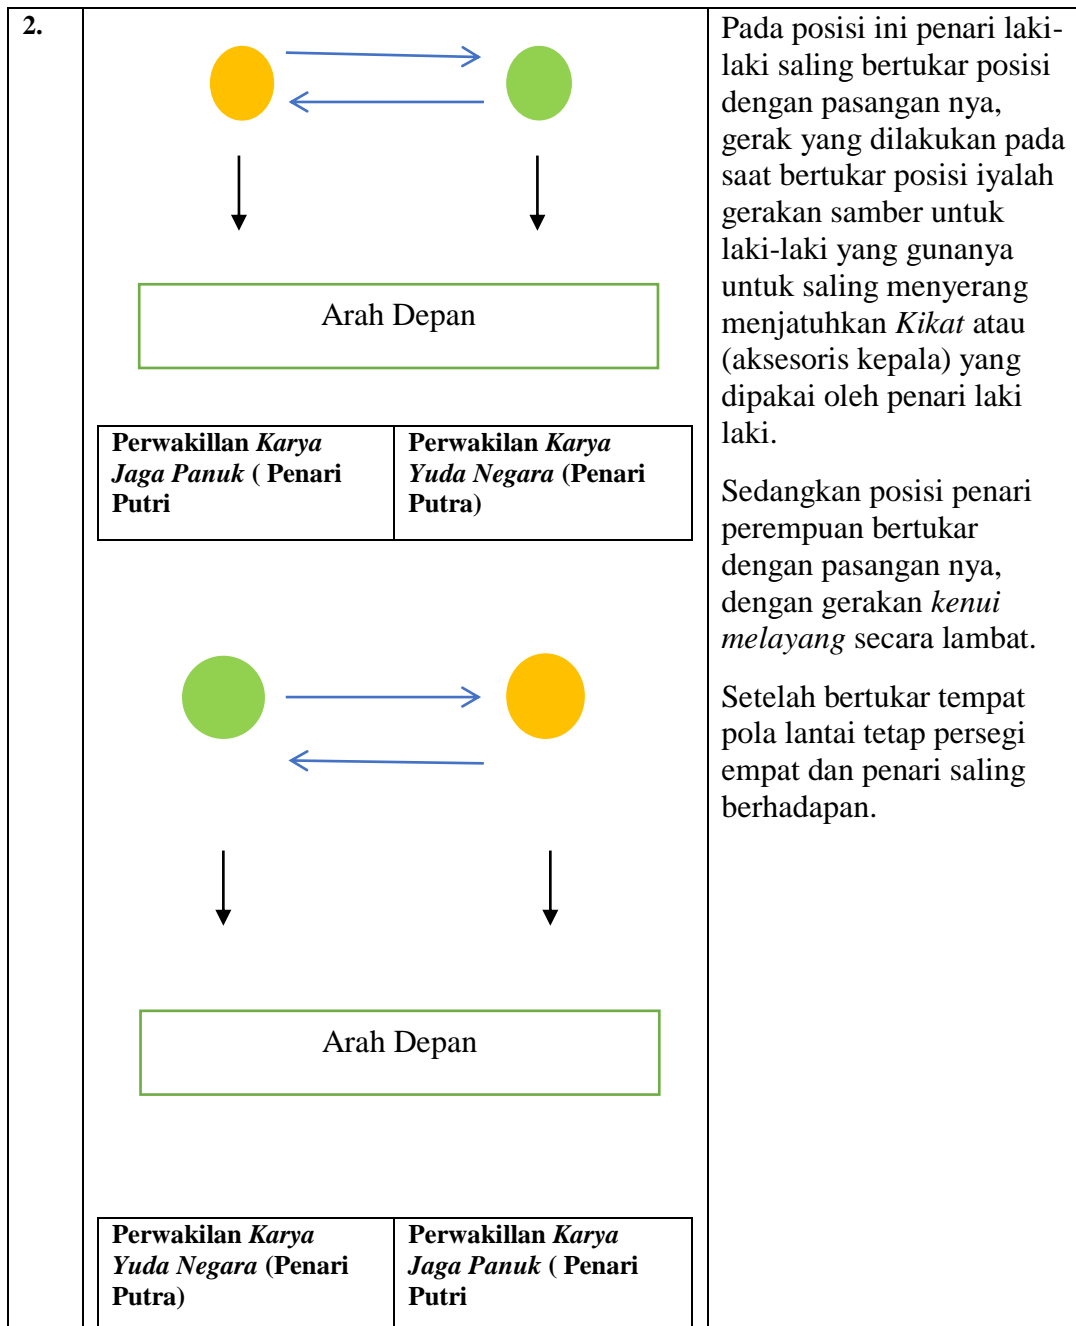 2.
Arah Depan
Perwakillan Karya
Jaga Panuk ( Penari
Putri
Perwakilan Karya
Yuda Negara (Penari
Putra)
Arah Depan
Perwakilan Karya
Yuda Negara (Penari
Putra)
Perwakillan Karya
Jaga Panuk ( Penari
Putri
Pada posisi ini penari laki-
laki saling bertukar posisi
dengan pasangan nya,
gerak yang dilakukan pada
saat bertukar posisi iyalah
gerakan samber untuk
laki-laki yang gunanya
untuk saling menyerang
menjatuhkan Kikat atau
(aksesoris kepala) yang
dipakai oleh penari laki
laki.
Sedangkan posisi penari
perempuan bertukar
dengan pasangan nya,
dengan gerakan kenui
melayang secara lambat.
Setelah bertukar tempat
pola lantai tetap persegi
empat dan penari saling
berhadapan.